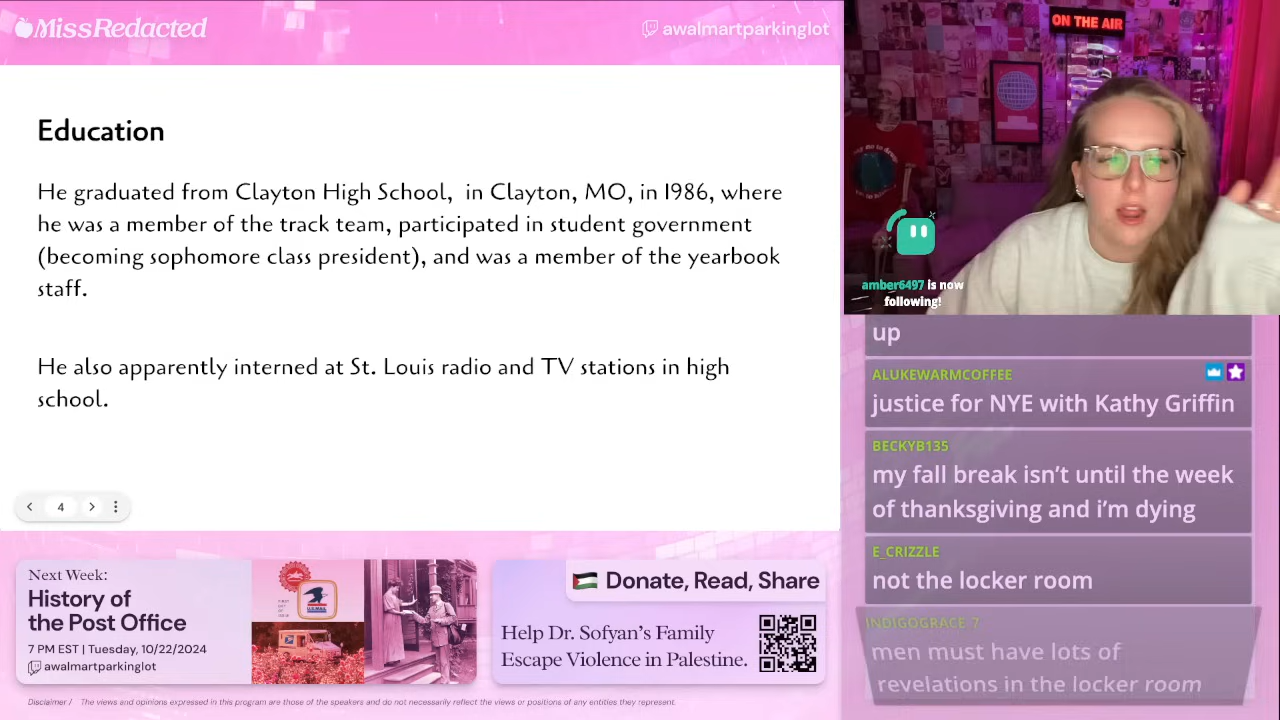 MissRedacted
awalmartparkinglot
ON THE AIR
Education
He graduated from Clayton High School, in Clayton, MO, in 1986, where
he was a member of the track team, participated in student government
(becoming sophomore class president), and was a member of the yearbook
staff.
He also apparently interned at St. Louis radio and TV stations in high
school.
4
amber6497 is now
following!
up
ALUKEWARMCOFFEE
justice for NYE with Kathy Griffin
BECKYB135
my fall break isn't until the week
of thanksgiving and i'm dying
E_CRIZZLE
not the locker room
INDIGOGRACE_7
men must have lots of
revelations in the locker room
Next Week:
History of
the Post Office
7 PM EST | Tuesday, 10/22/2024
awalmartparkinglot
U.S.MAIL
Donate, Read, Share
Help Dr. Sofyan's Family
Escape Violence in Palestine.
Disclaimer / The views and opinions expressed in this program are those of the speakers and do not necessarily reflect the views or positions of any entities they represent.